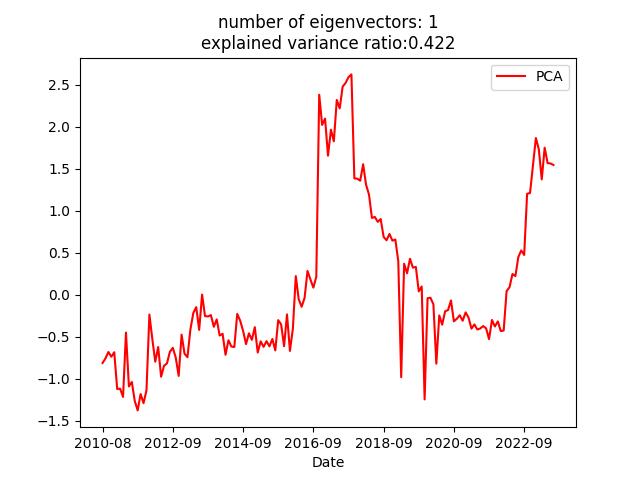 number of eigenvectors: 1
explained variance ratio:0.422
PCA
2.5
2.0
1.5
1.0
0.5
0.0
−0.5
−1.0
−1.5
2010-08 2012-09 2014-09 2016-09 2018-09 2020-09 2022-09
Date